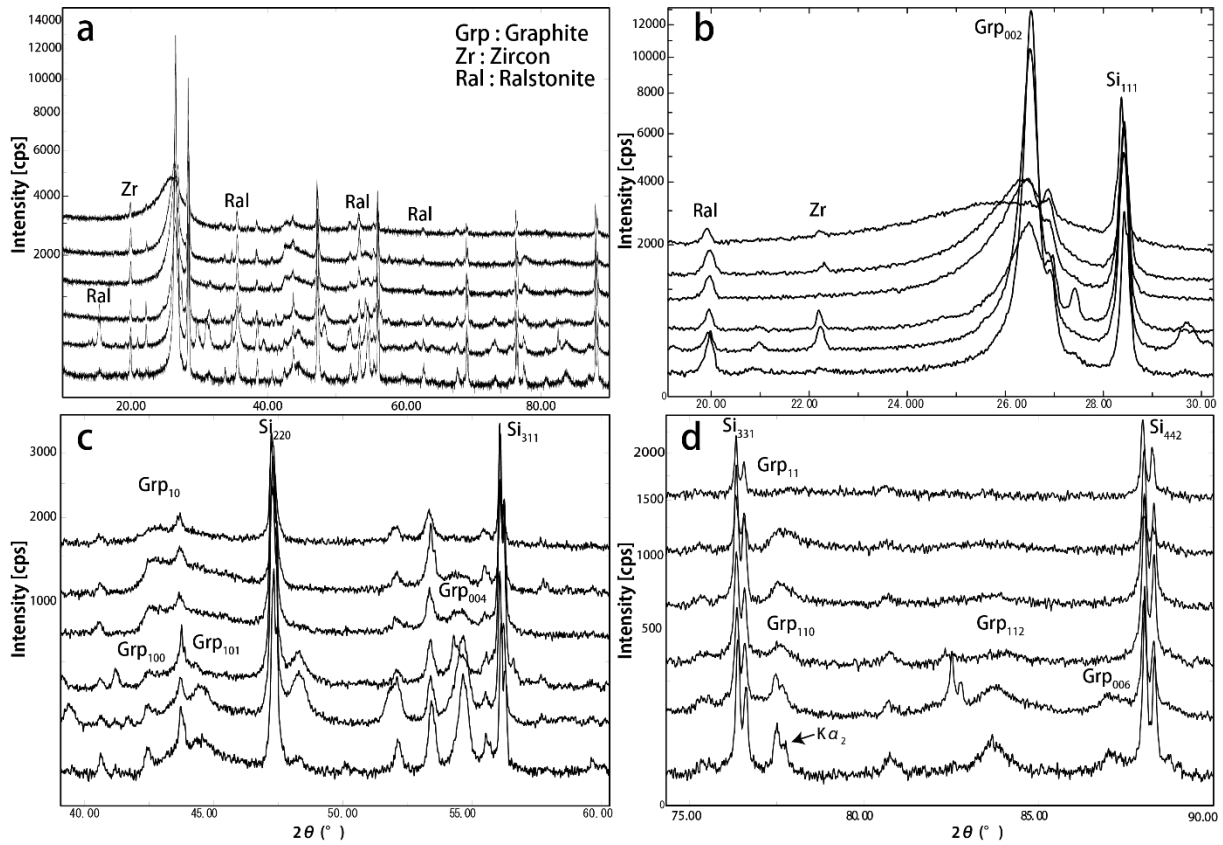 a
Grp : Graphite
Zr : Zircon
Ral : Ralstonite
14000
12000
10000
8000
6000
4000
2000
0
Intensity [cps]
Zr
Ral
Ral
Ral
Ral
20.00 40.00 60.00 80.00
b
Grp002
Si111
12000
10000
8000
6000
4000
2000
0
Intensity [cps]
Ral
Zr
20.00 22.00 24.000 26.00 28.00 30.00
c
Si220
Si311
Grp10
3000
2000
1000
0
Intensity [cps]
Grp004
Grp100
Grp101
40.00 45.00 50.00 55.00 60.00
2θ (°)
d
Si331
Si442
Grp11
2000
1500
1000
500
0
Intensity [cps]
Grp110
Grp112
Grp006
Kα2
75.00 80.00 85.00 90.00
2θ (°)